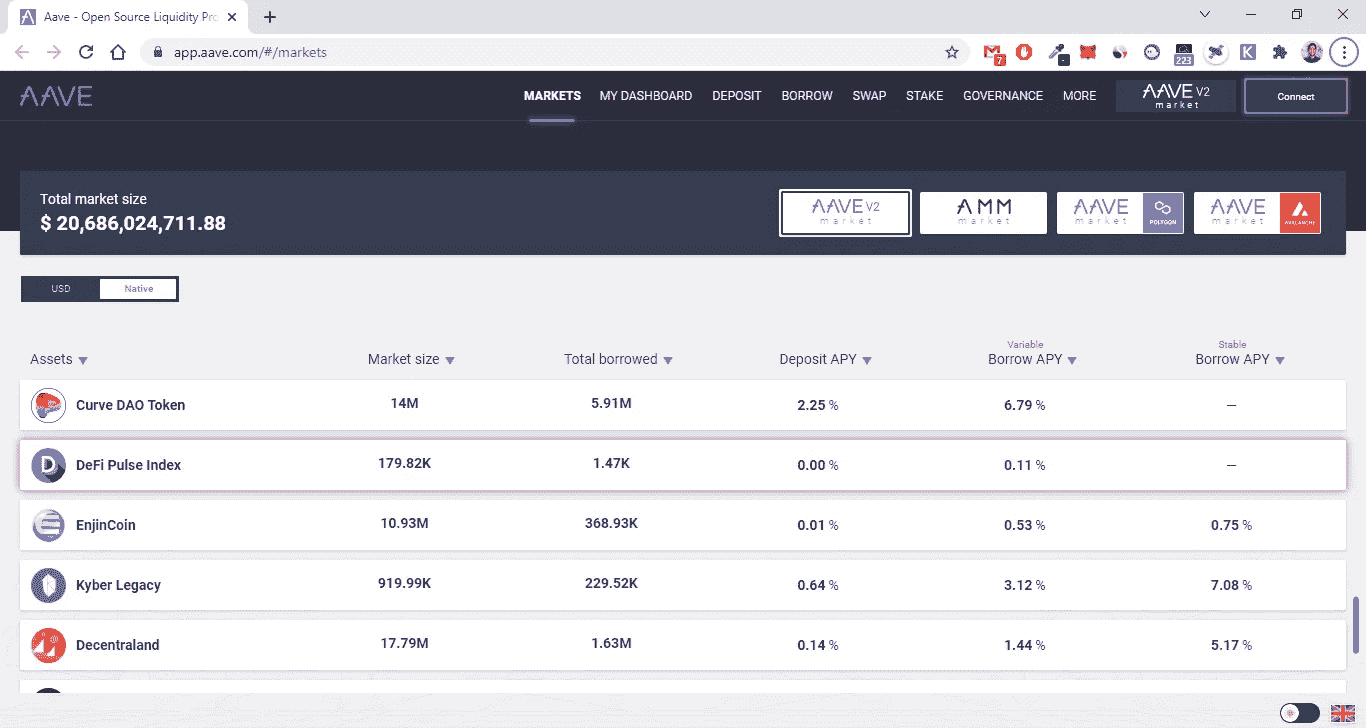 Aave - Open Source Liquidity Pro
app.aave.com/#/markets
7
223
K
AAVE
MARKETS MY DASHBOARD DEPOSIT BORROW SWAP STAKE GOVERNANCE MORE
AAVE V2
market
Connect
Total market size
$ 20,686,024,711.88
AAVE V2
market
AMM
market
AAVE
market
POLYGON
AAVE
market
AVALANCHE
USD Native
Variable Stable
Assets Market size Total borrowed Deposit APY Borrow APY Borrow APY
Curve DAO Token 14M 5.91M 2.25 % 6.79 % —
DeFi Pulse Index 179.82K 1.47K 0.00 % 0.11 % —
EnjinCoin 10.93M 368.93K 0.01 % 0.53 % 0.75 %
Kyber Legacy 919.99K 229.52K 0.64 % 3.12 % 7.08 %
Decentraland 17.79M 1.63M 0.14 % 1.44 % 5.17 %